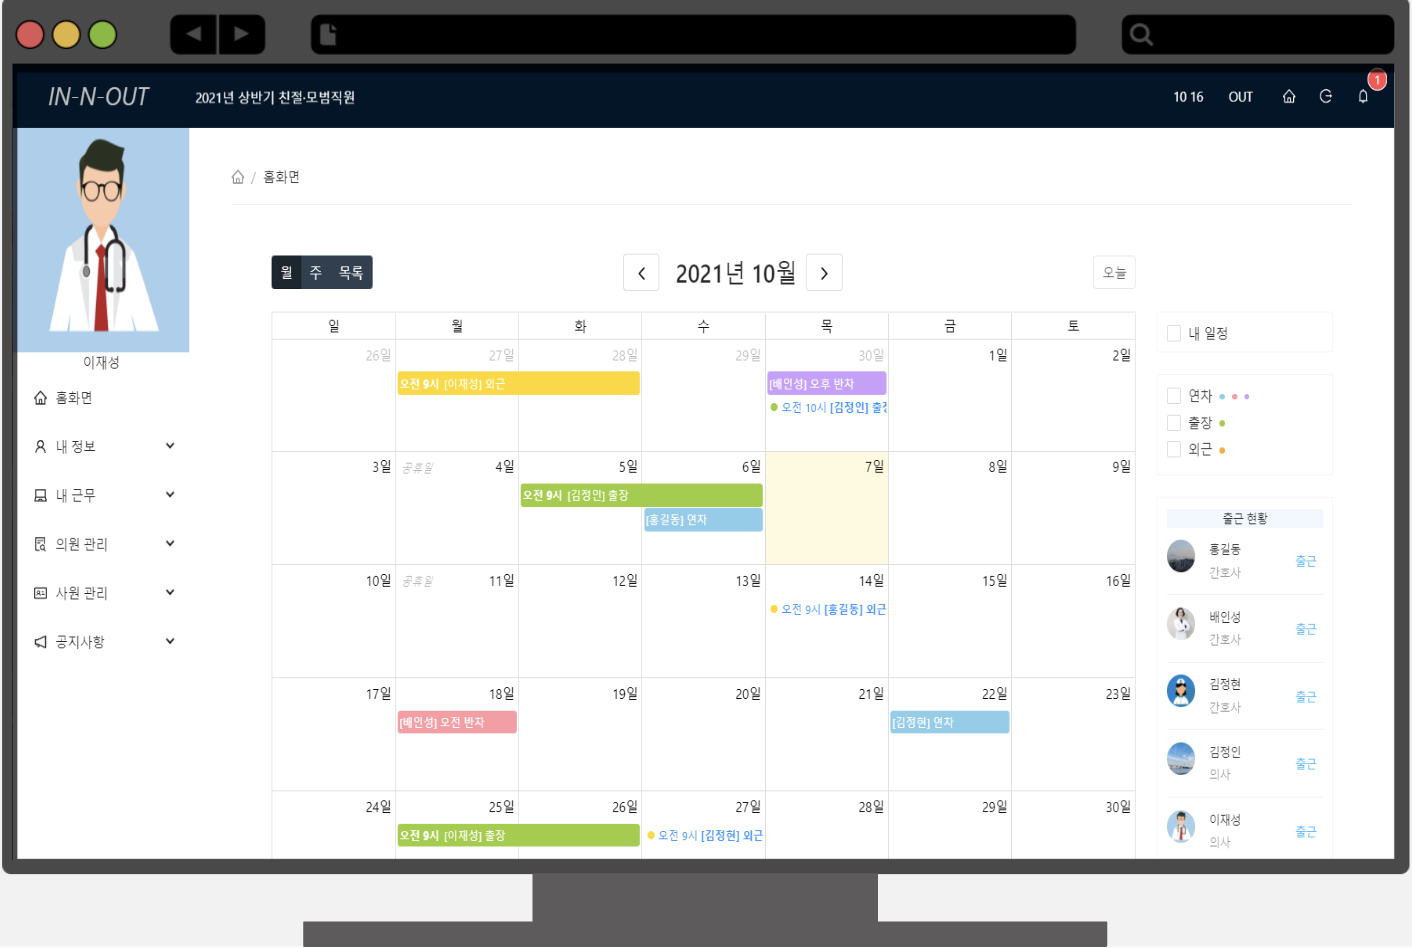 IN-N-OUT
2021년 상반기 친절·모범직원
10 16 OUT
1
이재성
홈화면
내 정보
내 근무
의원 관리
사원 관리
공지사항
/ 홈화면
월 주 목록
2021년 10월
오늘
일 월 화 수 목 금 토
26일 27일 28일 29일 30일 1일 2일
오전 9시 [이재성] 외근
[배인성] 오후 반차
오전 10시 [김정인] 출장
3일 공휴일 4일 5일 6일 7일 8일 9일
오전 9시 [김정인] 출장
[홍길동] 연차
10일 공휴일 11일 12일 13일 14일 15일 16일
오전 9시 [홍길동] 외근
17일 18일 19일 20일 21일 22일 23일
[배인성] 오전 반차
[김정현] 연차
24일 25일 26일 27일 28일 29일 30일
오전 9시 [이재성] 출장
오전 9시 [김정현] 외근
내 일정
연차
출장
외근
출근 현황
홍길동
간호사
출근
배인성
간호사
출근
김정현
간호사
출근
김정인
의사
출근
이재성
의사
출근